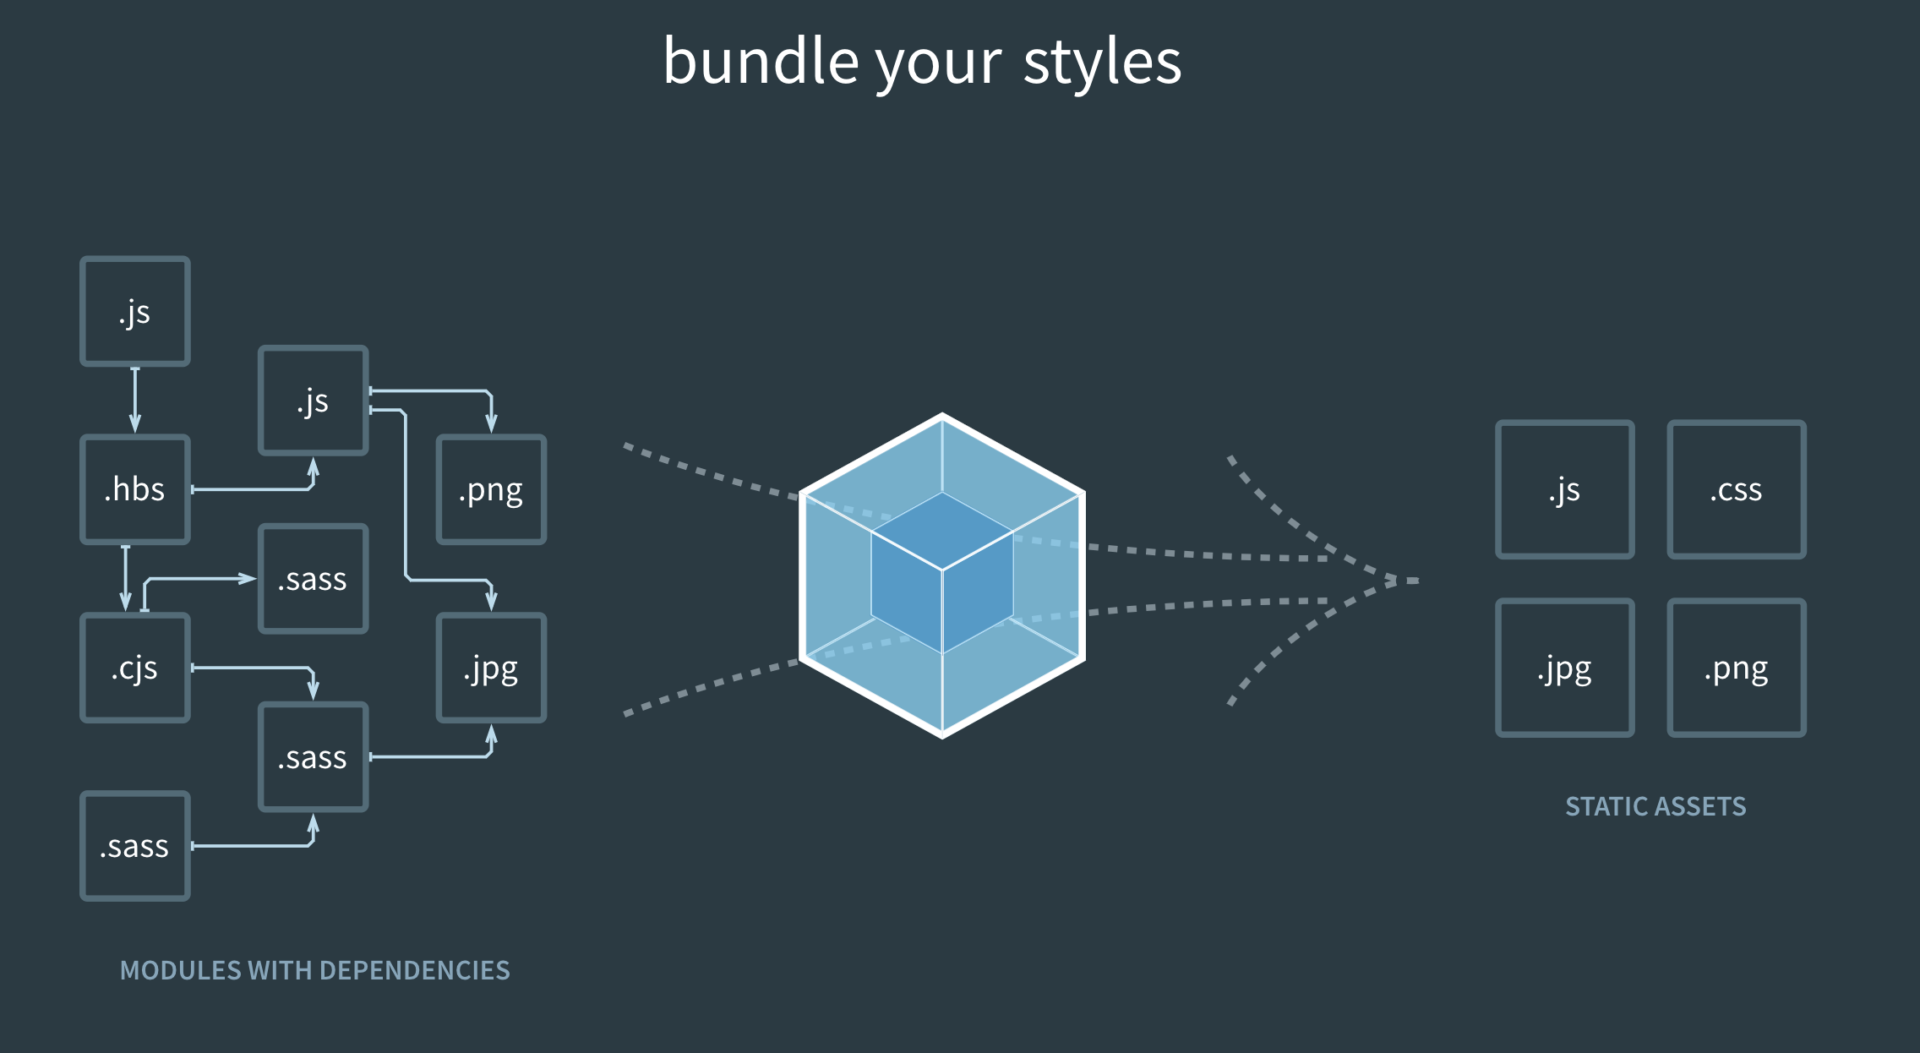 bundle your styles
.js
.js
.hbs
.png
.sass
.cjs
.jpg
.sass
.sass
MODULES WITH DEPENDENCIES
.js
.css
.jpg
.png
STATIC ASSETS